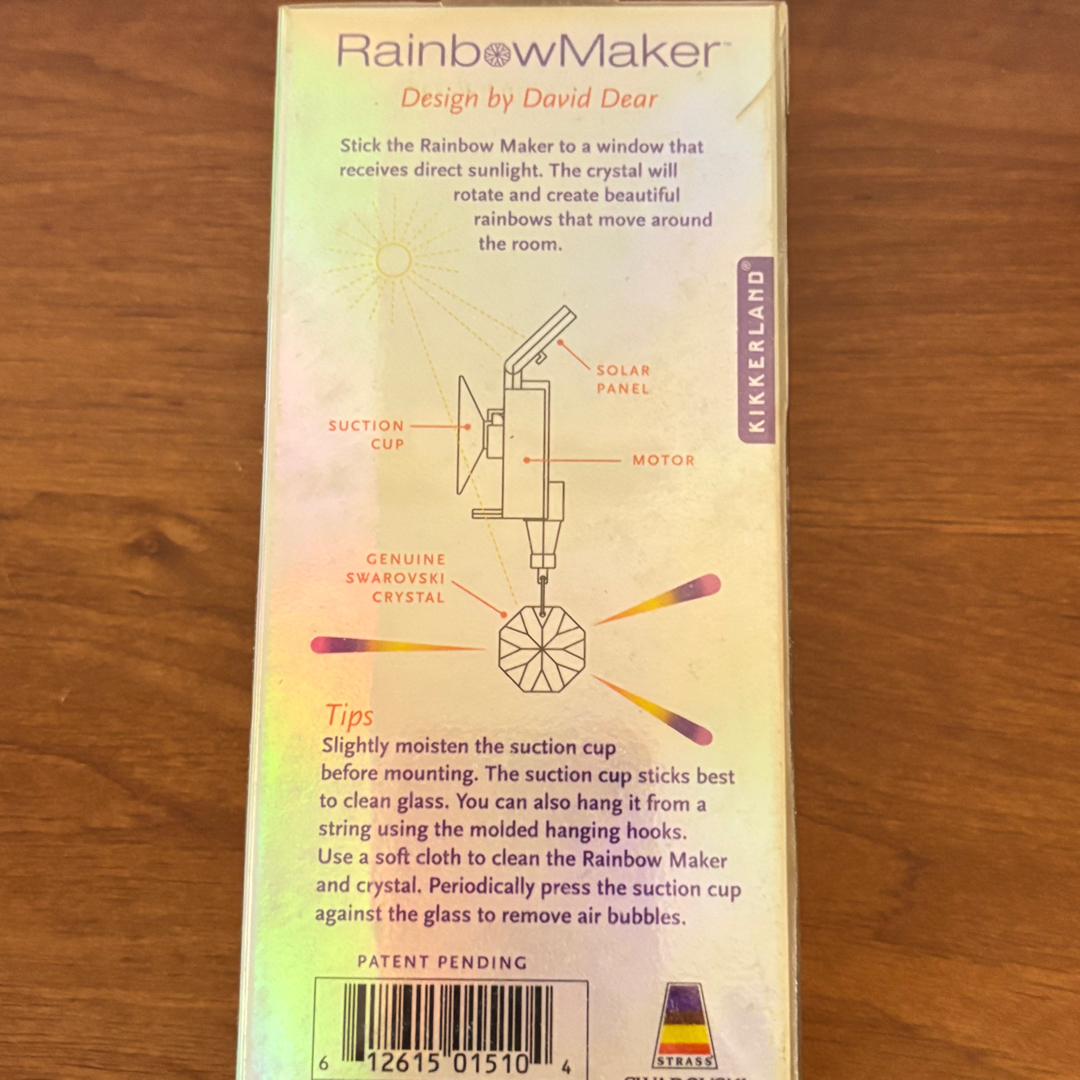 RainbowMaker™
Design by David Dear
Stick the Rainbow Maker to a window that
receives direct sunlight. The crystal will
rotate and create beautiful
rainbows that move around
the room.
KIKKERLAND®
SOLAR
PANEL
SUCTION
CUP
MOTOR
GENUINE
SWAROVSKI
CRYSTAL
Tips
Slightly moisten the suction cup
before mounting. The suction cup sticks best
to clean glass. You can also hang it from a
string using the molded hanging hooks.
Use a soft cloth to clean the Rainbow Maker
and crystal. Periodically press the suction cup
against the glass to remove air bubbles.
PATENT PENDING
6 12615 01510 4
STRASS
SWAROVSKI